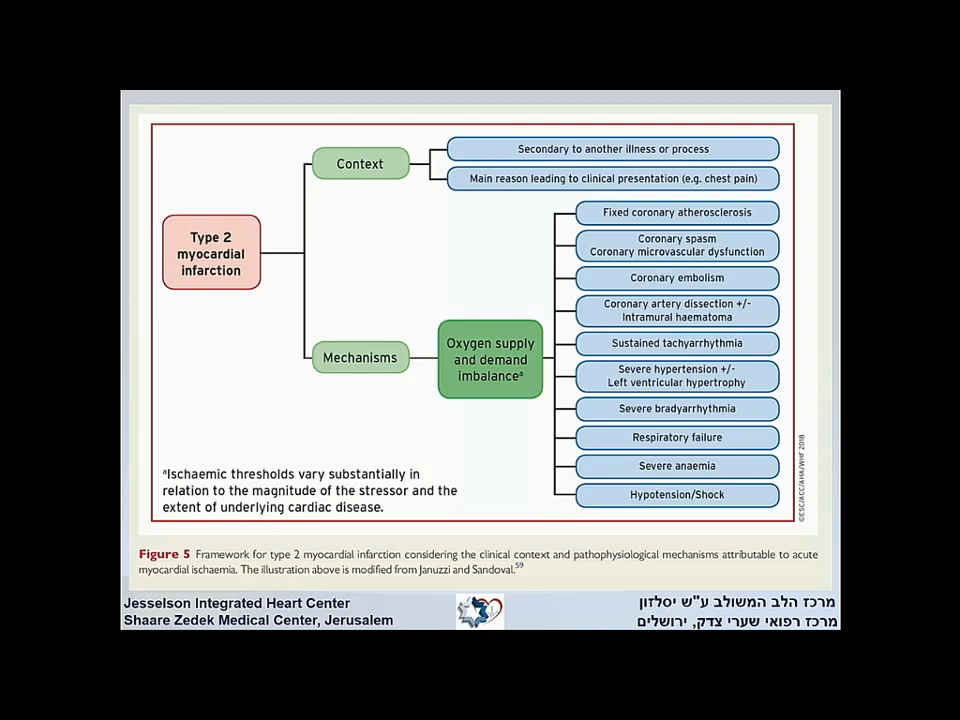 Context
Secondary to another illness or process
Main reason leading to clinical presentation (e.g. chest pain)
Type 2
myocardial
infarction
Mechanisms
Oxygen supply
and demand
imbalanceᵃ
Fixed coronary atherosclerosis
Coronary spasm
Coronary microvascular dysfunction
Coronary embolism
Coronary artery dissection +/-
Intramural haematoma
Sustained tachyarrhythmia
Severe hypertension +/-
Left ventricular hypertrophy
Severe bradyarrhythmia
Respiratory failure
Severe anaemia
Hypotension/Shock
ᵃIschaemic thresholds vary substantially in
relation to the magnitude of the stressor and the
extent of underlying cardiac disease.
©ESC/ACC/AHA/WHF 2018
Figure 5 Framework for type 2 myocardial infarction considering the clinical context and pathophysiological mechanisms attributable to acute
myocardial ischaemia. The illustration above is modified from Januzzi and Sandoval.⁵⁹
Jesselson Integrated Heart Center
Shaare Zedek Medical Center, Jerusalem
מרכז הלב המשולב ע"ש יסלזון
מרכז רפואי שערי צדק, ירושלים